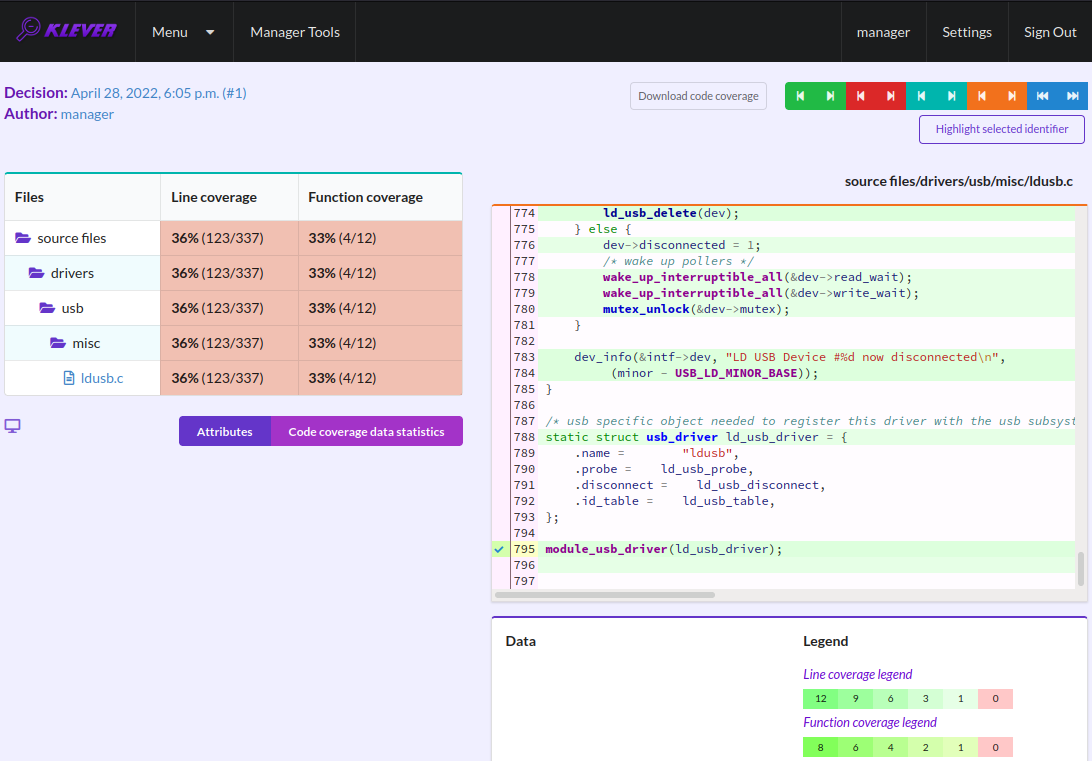 KLEVER
Menu
Manager Tools
manager
Settings
Sign Out
Decision: April 28, 2022, 6:05 p.m. (#1)
Author: manager
Download code coverage
Highlight selected identifier
Files Line coverage Function coverage
source files 36% (123/337) 33% (4/12)
drivers 36% (123/337) 33% (4/12)
usb 36% (123/337) 33% (4/12)
misc 36% (123/337) 33% (4/12)
ldusb.c 36% (123/337) 33% (4/12)
Attributes
Code coverage data statistics
source files/drivers/usb/misc/ldusb.c
774         ld_usb_delete(dev);
775     } else {
776         dev->disconnected = 1;
777         /* wake up pollers */
778         wake_up_interruptible_all(&dev->read_wait);
779         wake_up_interruptible_all(&dev->write_wait);
780         mutex_unlock(&dev->mutex);
781     }
782
783     dev_info(&intf->dev, "LD USB Device #%d now disconnected\n",
784          (minor - USB_LD_MINOR_BASE));
785 }
786
787 /* usb specific object needed to register this driver with the usb subsyst
788 static struct usb_driver ld_usb_driver = {
789     .name =        "ldusb",
790     .probe =    ld_usb_probe,
791     .disconnect =    ld_usb_disconnect,
792     .id_table =    ld_usb_table,
793 };
794
795 module_usb_driver(ld_usb_driver);
796
797
Data
Legend
Line coverage legend
12 9 6 3 1 0
Function coverage legend
8 6 4 2 1 0